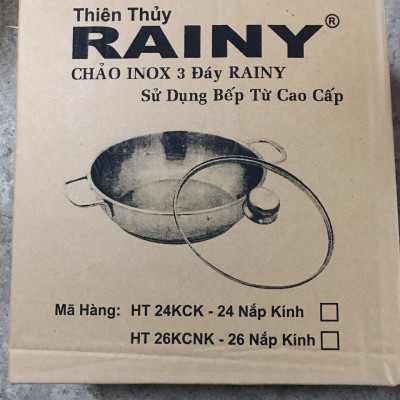 Thiên Thủy
RAINY®
CHẢO INOX 3 Đáy RAINY
Sử Dụng Bếp Từ Cao Cấp
Mã Hàng: HT 24KCK - 24 Nắp Kính
HT 26KCNK - 26 Nắp Kính